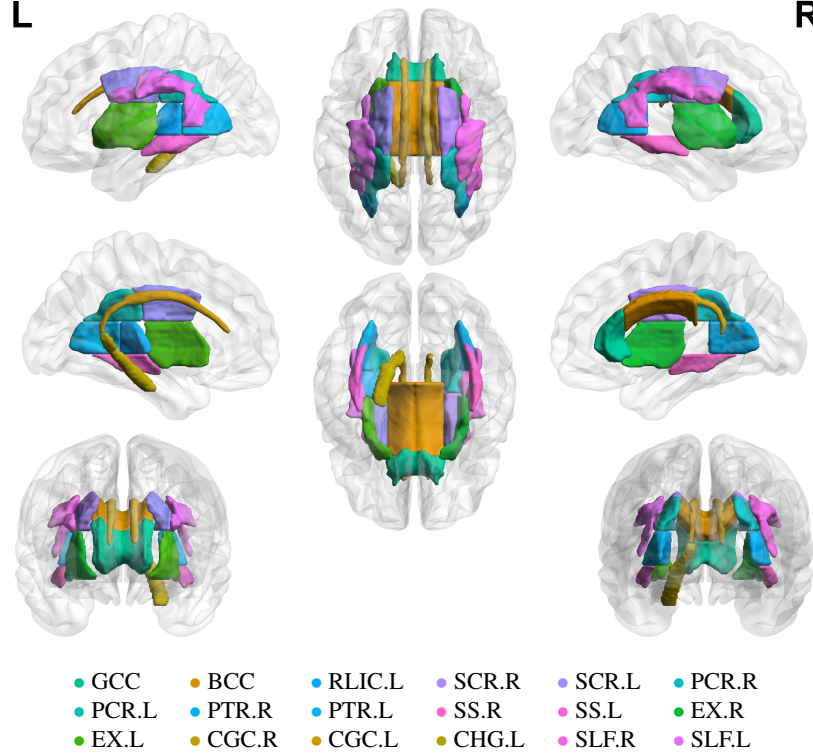 L R
GCC BCC RLIC.L SCR.R SCR.L PCR.R
PCR.L PTR.R PTR.L SS.R SS.L EX.R
EX.L CGC.R CGC.L CHG.L SLF.R SLF.L